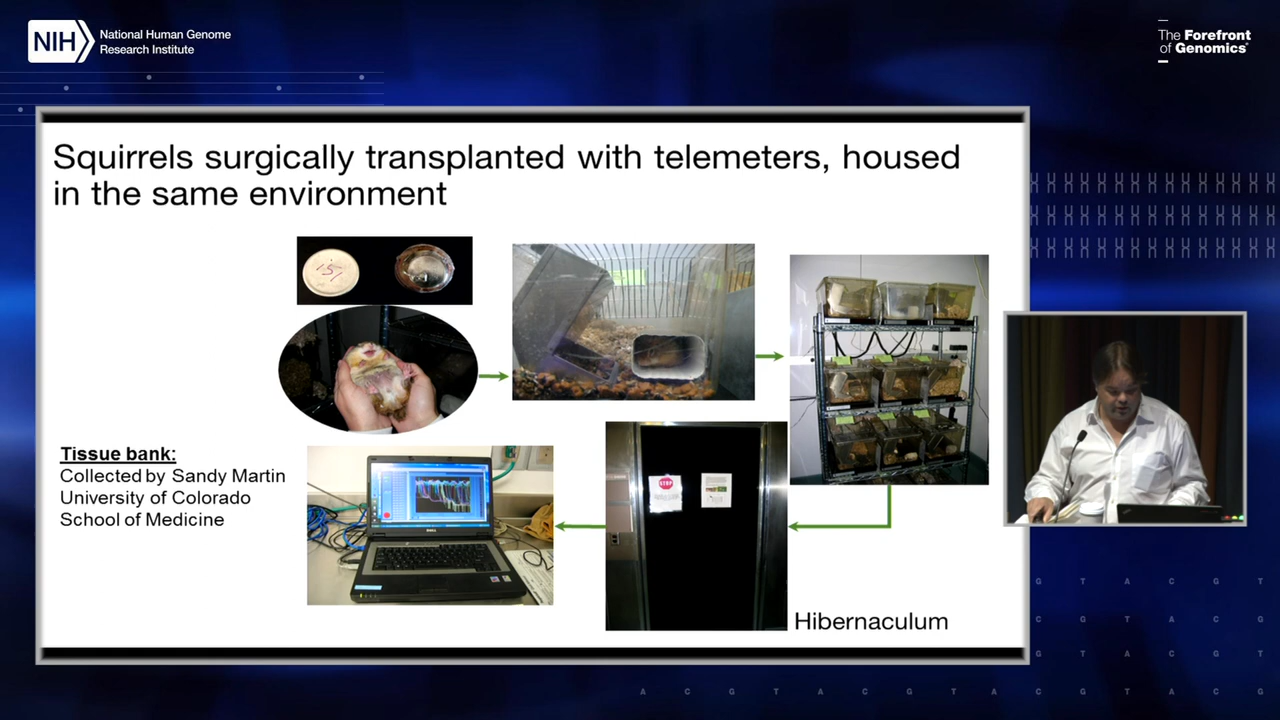 NIH
National Human Genome
Research Institute
The Forefront
of Genomics®
Squirrels surgically transplanted with telemeters, housed
in the same environment
STOP
Tissue bank:
Collected by Sandy Martin
University of Colorado
School of Medicine
DELL
Hibernaculum
G T A C G T
C G T A C G
G T A C G T
A C G T A C G T A C G T A C G